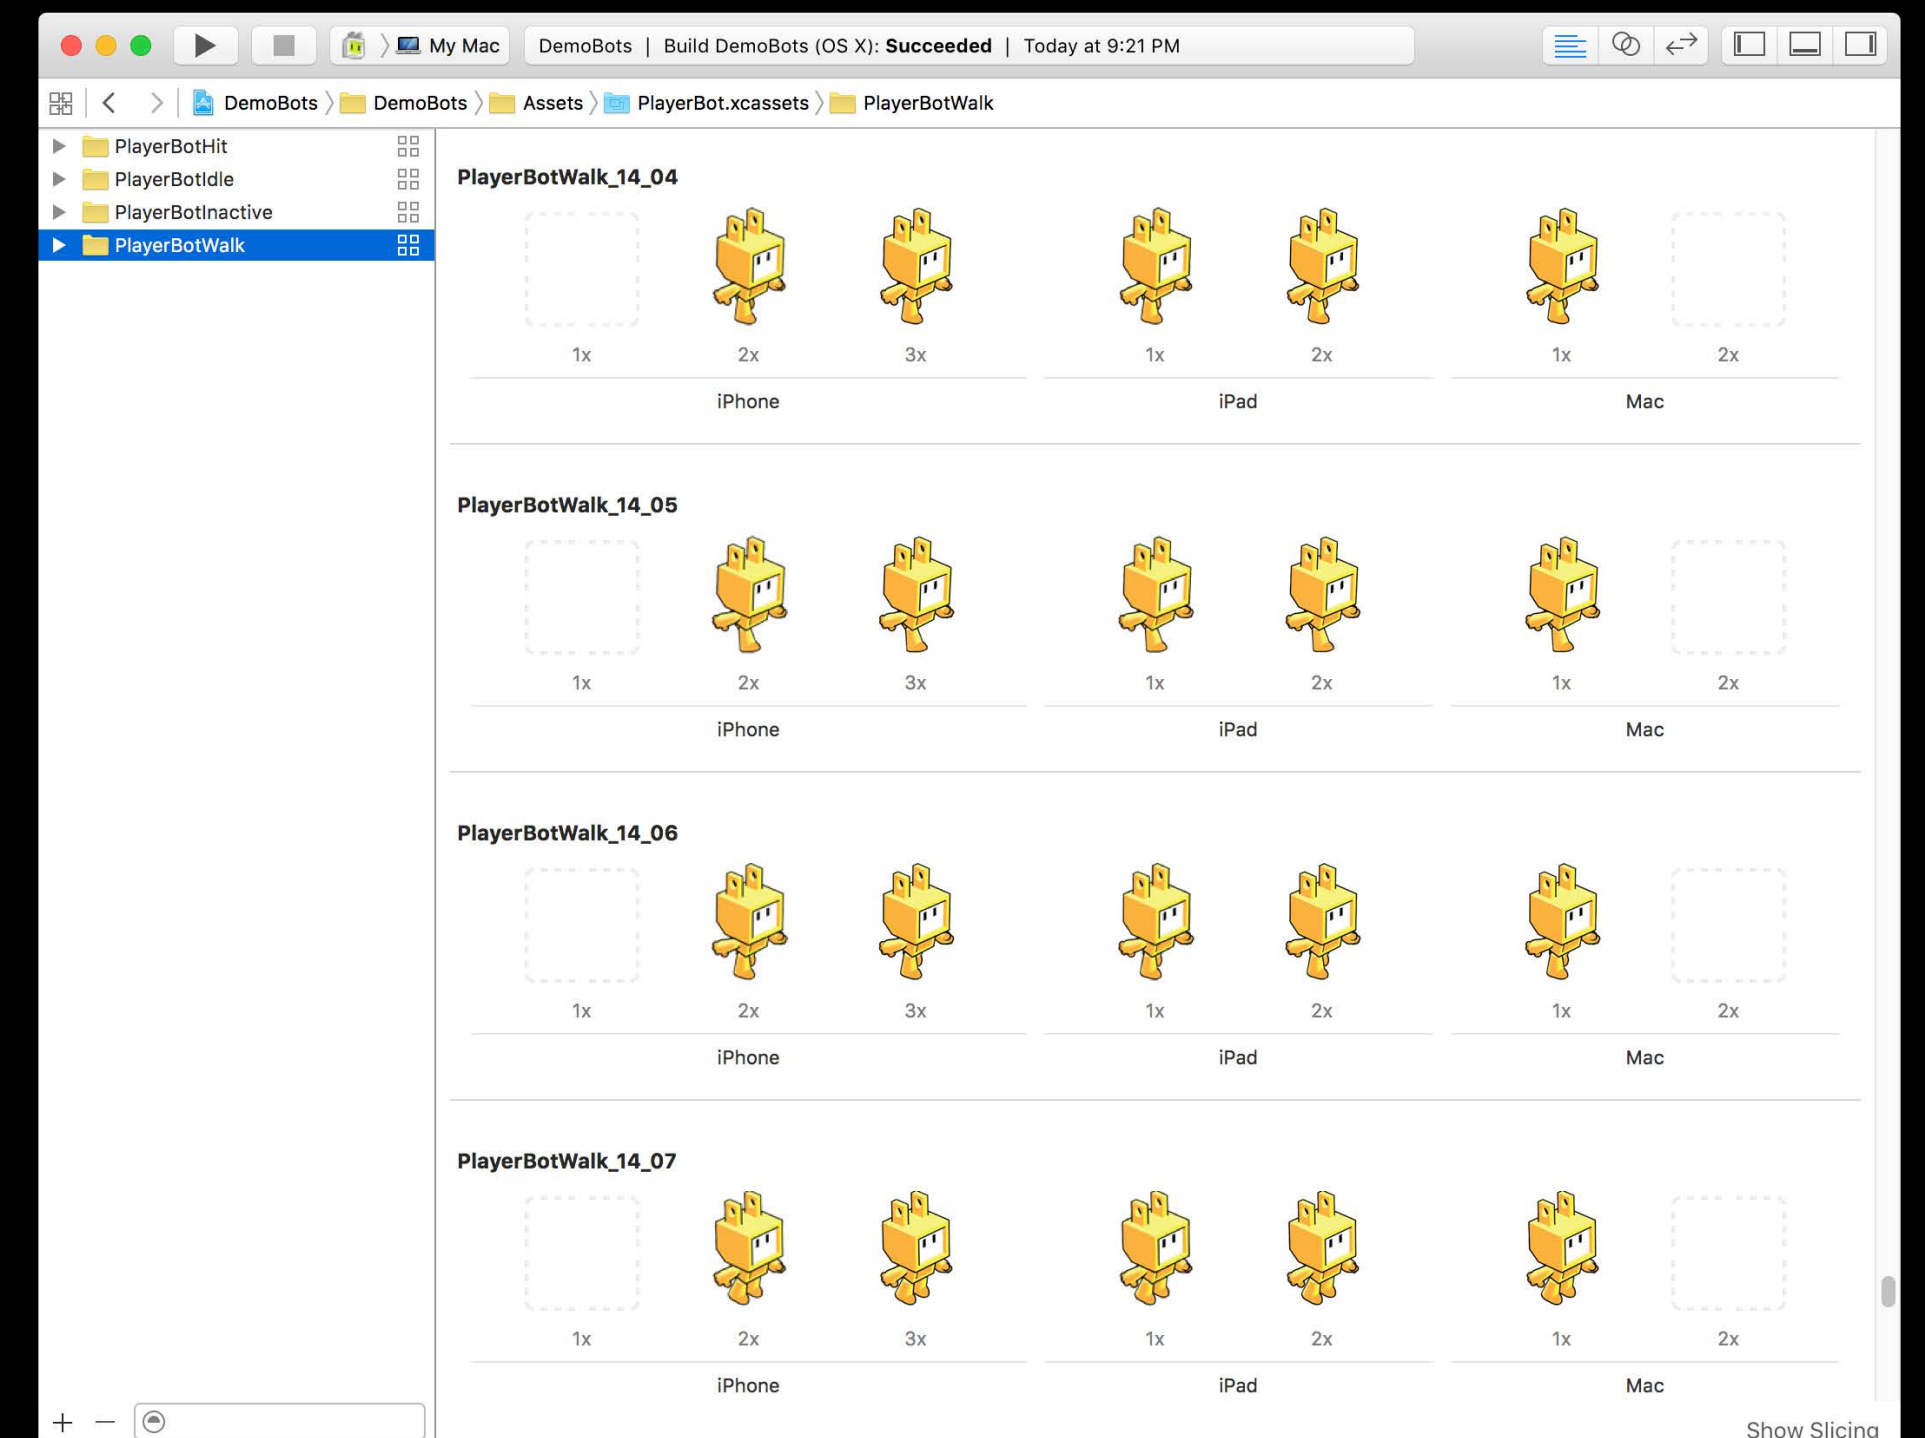 My Mac
DemoBots | Build DemoBots (OS X): Succeeded | Today at 9:21 PM
DemoBots DemoBots Assets PlayerBot.xcassets PlayerBotWalk
PlayerBotHit
PlayerBotIdle
PlayerBotInactive
PlayerBotWalk
PlayerBotWalk_14_04
1x 2x 3x 1x 2x 1x 2x
iPhone iPad Mac
PlayerBotWalk_14_05
1x 2x 3x 1x 2x 1x 2x
iPhone iPad Mac
PlayerBotWalk_14_06
1x 2x 3x 1x 2x 1x 2x
iPhone iPad Mac
PlayerBotWalk_14_07
1x 2x 3x 1x 2x 1x 2x
iPhone iPad Mac
Show Slicing